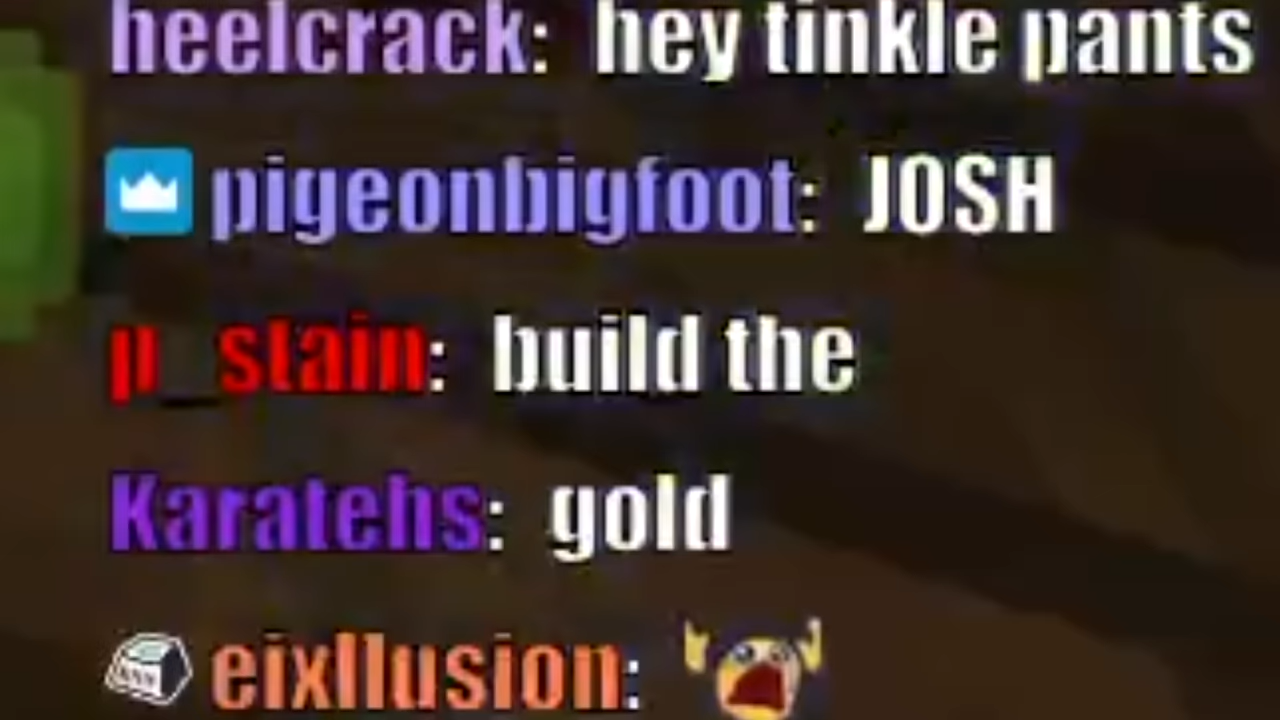 heelcrack: hey tinkle pants
pigeonbigfoot: JOSH
p_stain: build the
Karatehs: gold
eixllusion: